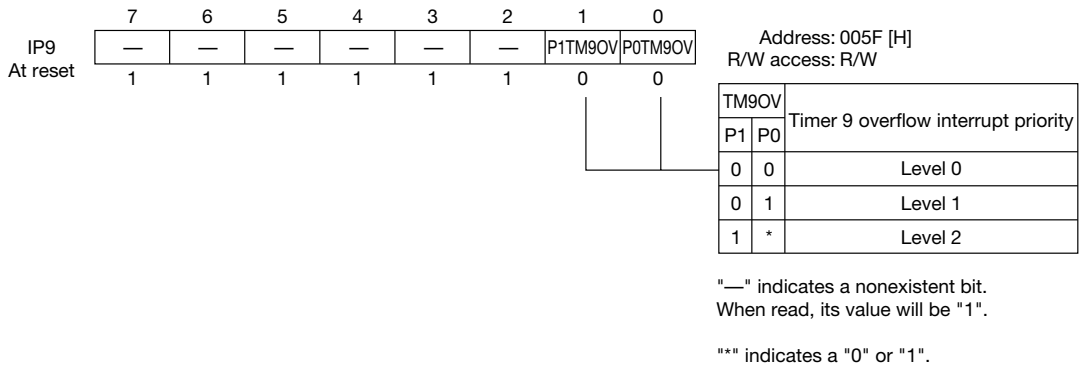 7 6 5 4 3 2 1 0
IP9 — — — — — — P1TM9OV P0TM9OV
At reset 1 1 1 1 1 1 0 0
Address: 005F [H]
R/W access: R/W
TM9OV Timer 9 overflow interrupt priority
P1 P0
0 0 Level 0
0 1 Level 1
1 * Level 2
"—" indicates a nonexistent bit.
When read, its value will be "1".
"*" indicates a "0" or "1".